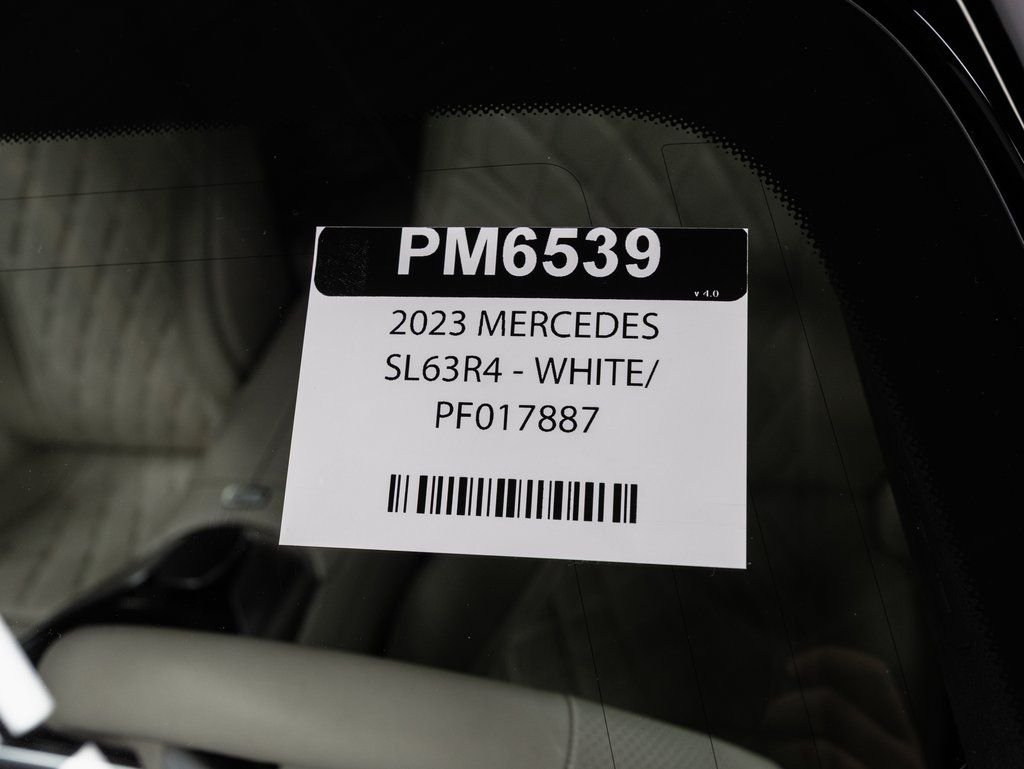 PM6539
v 4.0
2023 MERCEDES
SL63R4 - WHITE/
PF017887